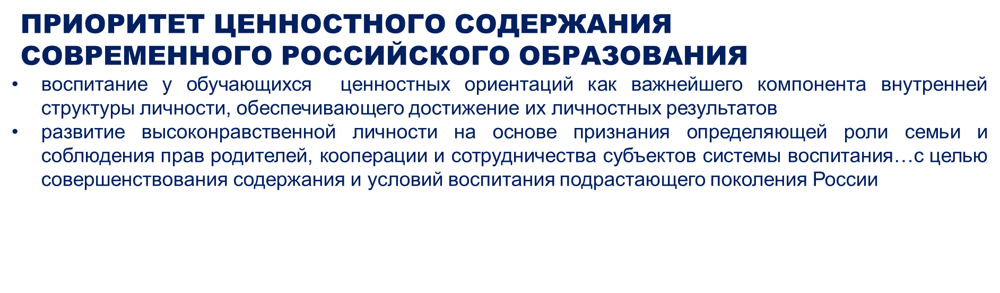 ПРИОРИТЕТ ЦЕННОСТНОГО СОДЕРЖАНИЯ
СОВРЕМЕННОГО РОССИЙСКОГО ОБРАЗОВАНИЯ
• воспитание у обучающихся ценностных ориентаций как важнейшего компонента внутренней
структуры личности, обеспечивающего достижение их личностных результатов
• развитие высоконравственной личности на основе признания определяющей роли семьи и
соблюдения прав родителей, кооперации и сотрудничества субъектов системы воспитания…с целью
совершенствования содержания и условий воспитания подрастающего поколения России